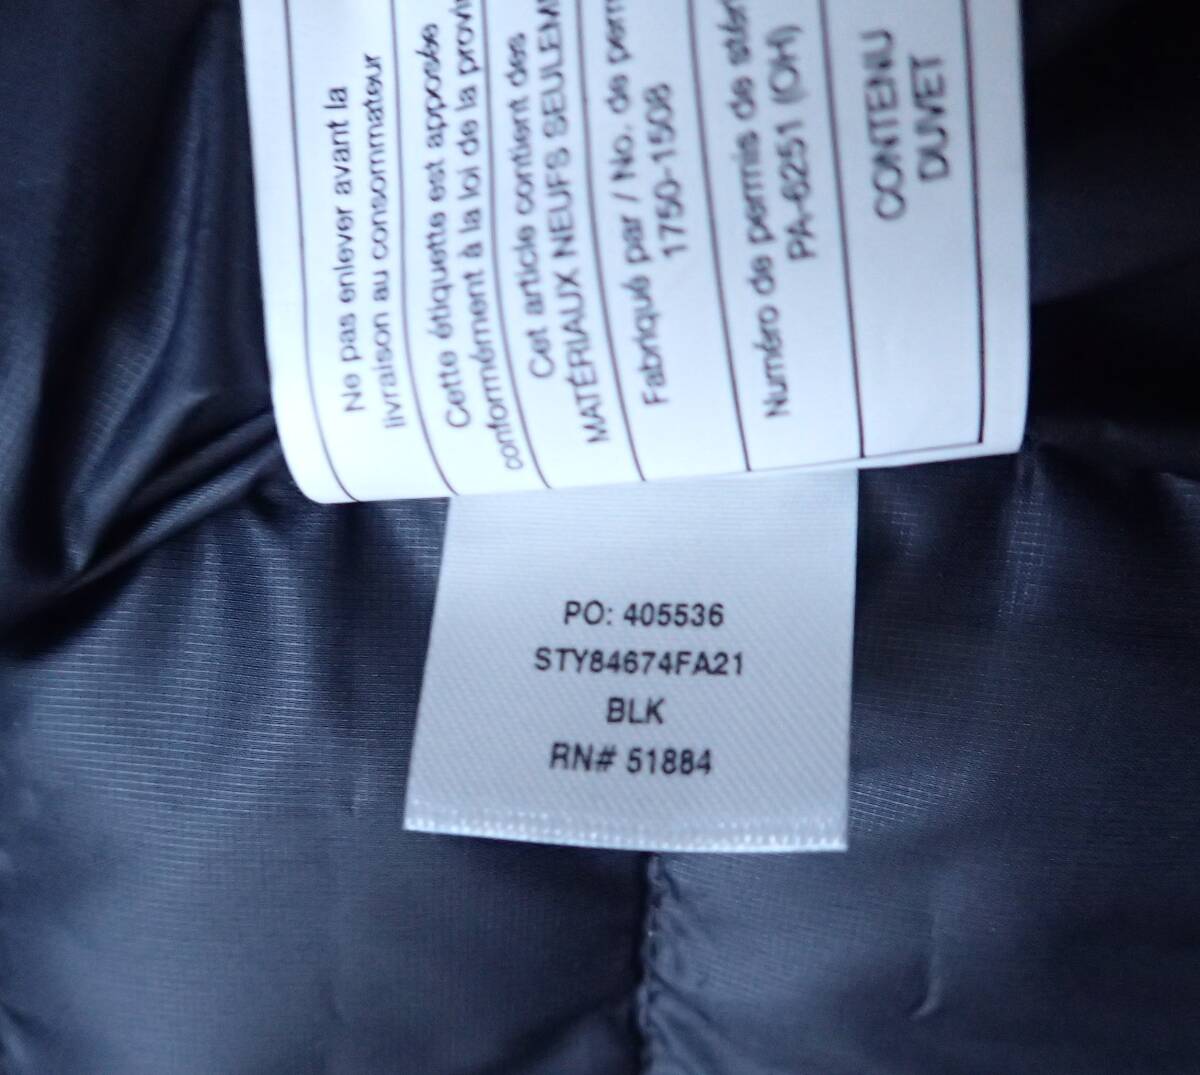 Ne pas enlever avant la
livraison au consommateur
Cette étiquette est apposée
conformément à la loi de la
Cet article contient des
MATÉRIAUX NEUFS
Fabriqué par / No. de
1750-1508
Numéro de permis de
PA-6251 (OH)
CONTENU
DUVET
PO: 405536
STY84674FA21
BLK
RN# 51884